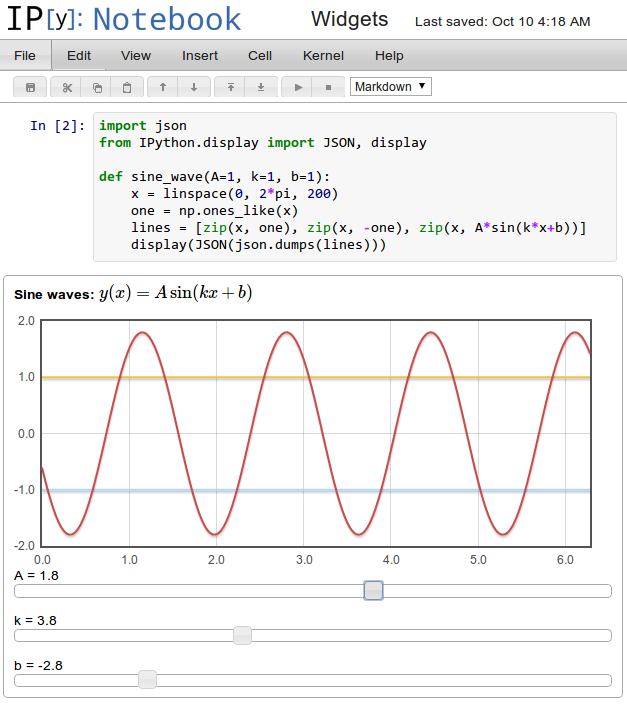 IP[y]: Notebook Widgets Last saved: Oct 10 4:18 AM
File Edit View Insert Cell Kernel Help
Markdown
In [2]: import json
from IPython.display import JSON, display
def sine_wave(A=1, k=1, b=1):
x = linspace(0, 2*pi, 200)
one = np.ones_like(x)
lines = [zip(x, one), zip(x, -one), zip(x, A*sin(k*x+b))]
display(JSON(json.dumps(lines)))
Sine waves: y(x) = A sin(kx + b)
2.0
1.0
0.0
-1.0
-2.0
0.0 1.0 2.0 3.0 4.0 5.0 6.0
A = 1.8
k = 3.8
b = -2.8